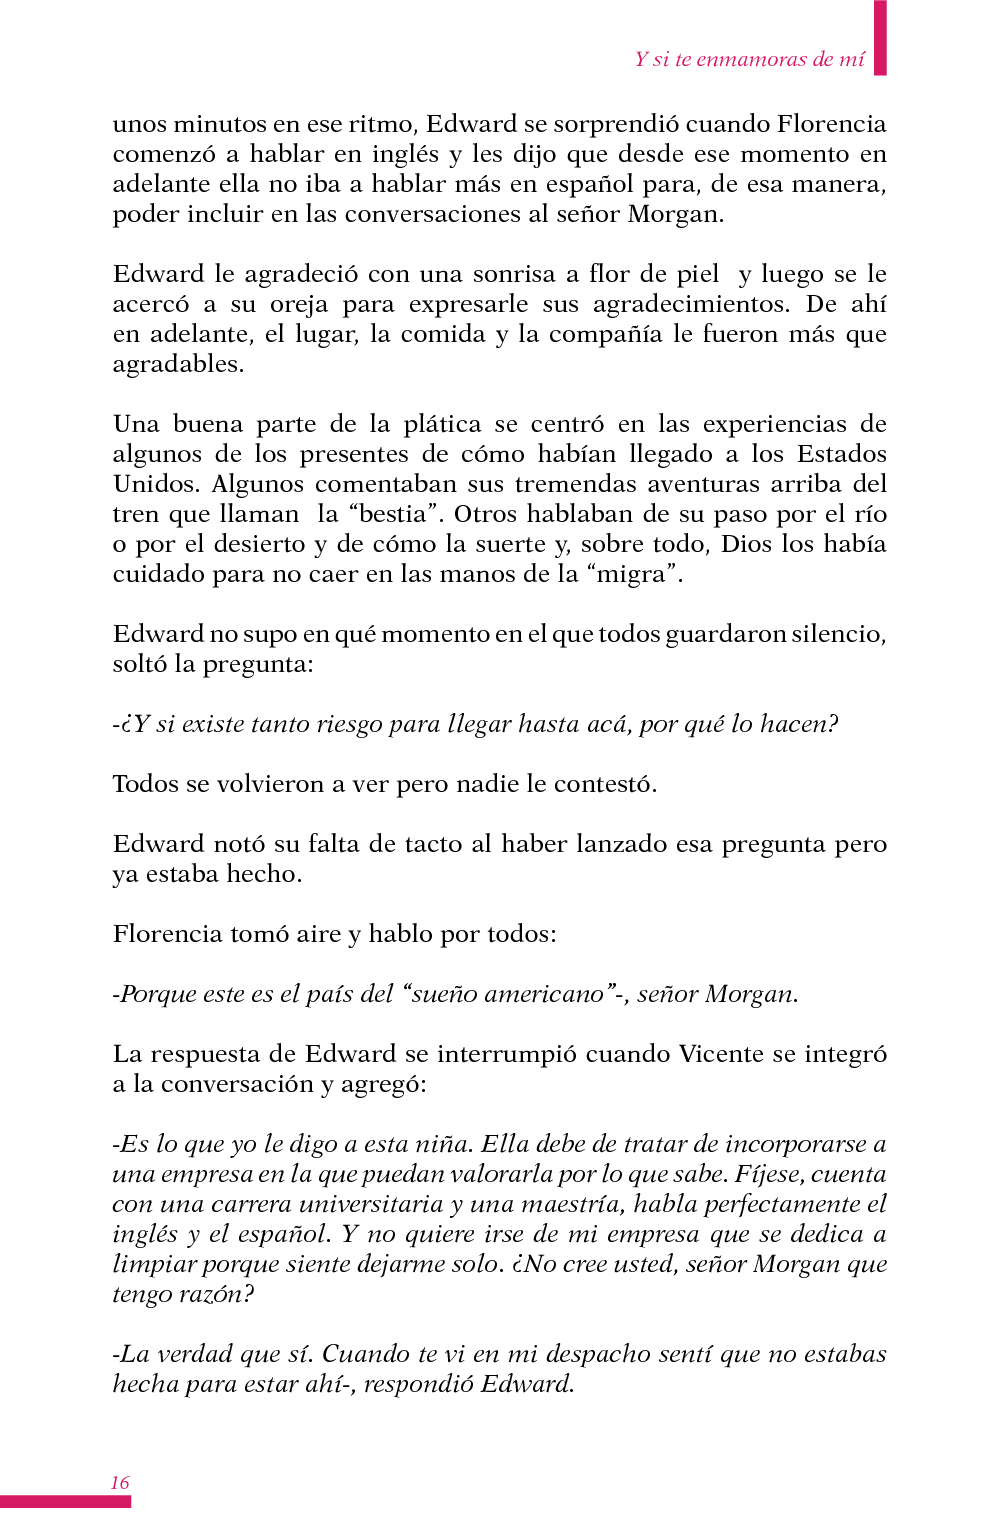 Y si te enmamoras de mí
unos minutos en ese ritmo, Edward se sorprendió cuando Florencia
comenzó a hablar en inglés y les dijo que desde ese momento en
adelante ella no iba a hablar más en español para, de esa manera,
poder incluir en las conversaciones al señor Morgan.
Edward le agradeció con una sonrisa a flor de piel  y luego se le
acercó a su oreja para expresarle sus agradecimientos. De ahí
en adelante, el lugar, la comida y la compañía le fueron más que
agradables.
Una buena parte de la plática se centró en las experiencias de
algunos de los presentes de cómo habían llegado a los Estados
Unidos. Algunos comentaban sus tremendas aventuras arriba del
tren que llaman  la “bestia”. Otros hablaban de su paso por el río
o por el desierto y de cómo la suerte y, sobre todo, Dios los había
cuidado para no caer en las manos de la “migra”.
Edward no supo en qué momento en el que todos guardaron silencio,
soltó la pregunta:
-¿Y si existe tanto riesgo para llegar hasta acá, por qué lo hacen?
Todos se volvieron a ver pero nadie le contestó.
Edward notó su falta de tacto al haber lanzado esa pregunta pero
ya estaba hecho.
Florencia tomó aire y hablo por todos:
-Porque este es el país del “sueño americano”-, señor Morgan.
La respuesta de Edward se interrumpió cuando Vicente se integró
a la conversación y agregó:
-Es lo que yo le digo a esta niña. Ella debe de tratar de incorporarse a
una empresa en la que puedan valorarla por lo que sabe. Fíjese, cuenta
con una carrera universitaria y una maestría, habla perfectamente el
inglés y el español. Y no quiere irse de mi empresa que se dedica a
limpiar porque siente dejarme solo. ¿No cree usted, señor Morgan que
tengo razón?
-La verdad que sí. Cuando te vi en mi despacho sentí que no estabas
hecha para estar ahí-, respondió Edward.
16